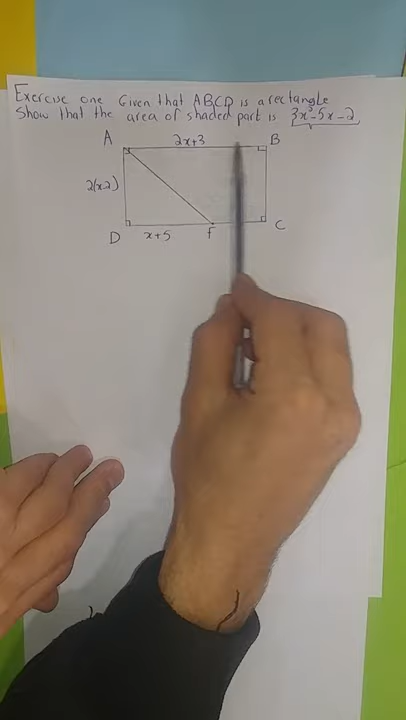 Exercise one Given that ABCD is a rectangle
Show that the area of shaded part is 3x²-5x-2
A 2x+3 B
2(x-2)
D x+5 f C